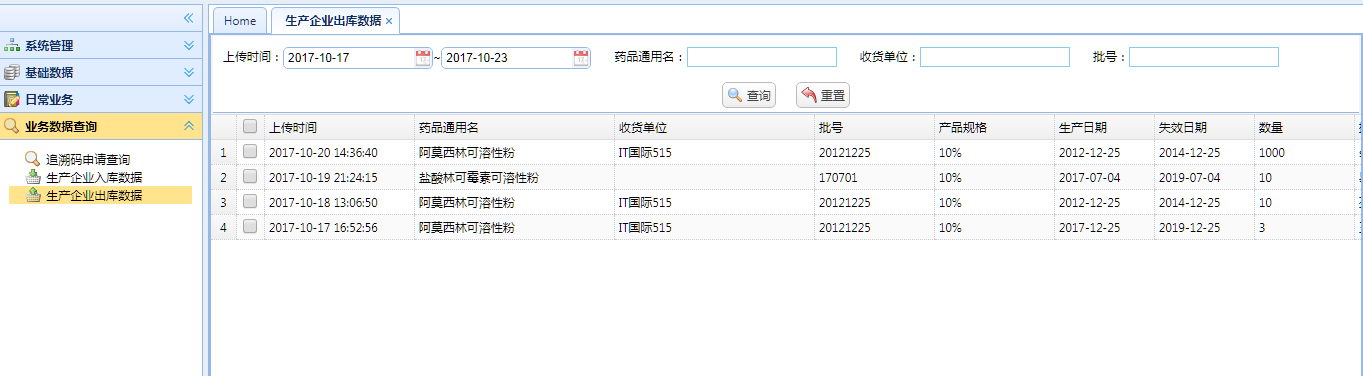 Home 生产企业出库数据 ×
系统管理
基础数据
日常业务
业务数据查询
追溯码申请查询
生产企业入库数据
生产企业出库数据
上传时间： 2017-10-17 ~ 2017-10-23 药品通用名： 收货单位： 批号：
查询 重置
上传时间 药品通用名 收货单位 批号 产品规格 生产日期 失效日期 数量
1 2017-10-20 14:36:40 阿莫西林可溶性粉 IT国际515 20121225 10% 2012-12-25 2014-12-25 1000
2 2017-10-19 21:24:15 盐酸林可霉素可溶性粉 170701 10% 2017-07-04 2019-07-04 10
3 2017-10-18 13:06:50 阿莫西林可溶性粉 IT国际515 20121225 10% 2012-12-25 2014-12-25 10
4 2017-10-17 16:52:56 阿莫西林可溶性粉 IT国际515 20121225 10% 2017-12-25 2019-12-25 3